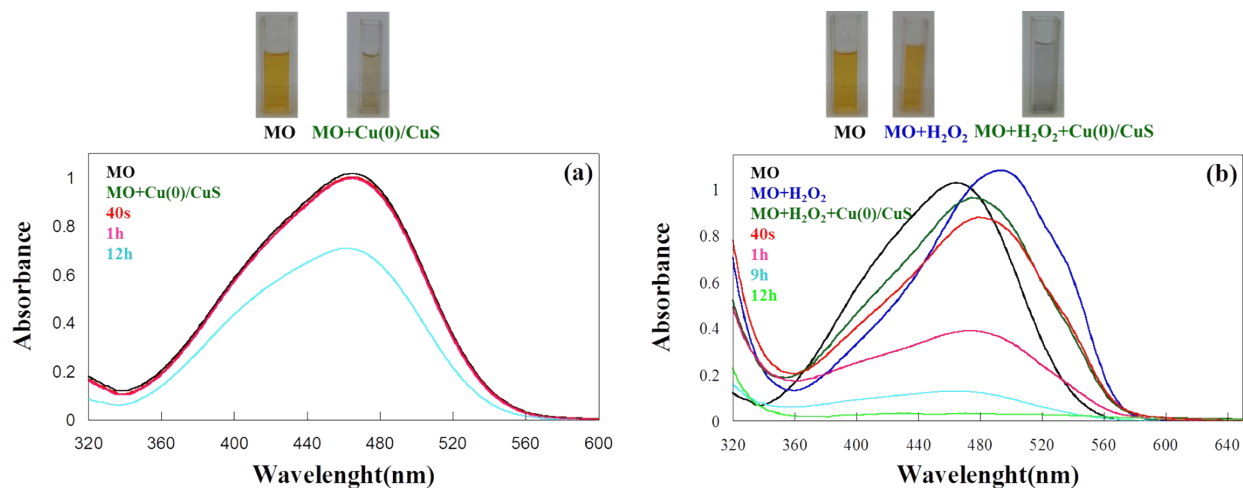 MO MO+Cu(0)/CuS
(a)
MO
MO+Cu(0)/CuS
40s
1h
12h
1
0.8
0.6
0.4
0.2
0
Absorbance
320 360 400 440 480 520 560 600
Wavelenght(nm)
MO MO+H₂O₂ MO+H₂O₂+Cu(0)/CuS
(b)
MO
MO+H₂O₂
MO+H₂O₂+Cu(0)/CuS
40s
1h
9h
12h
1
0.8
0.6
0.4
0.2
0
Absorbance
320 360 400 440 480 520 560 600 640
Wavelenght(nm)